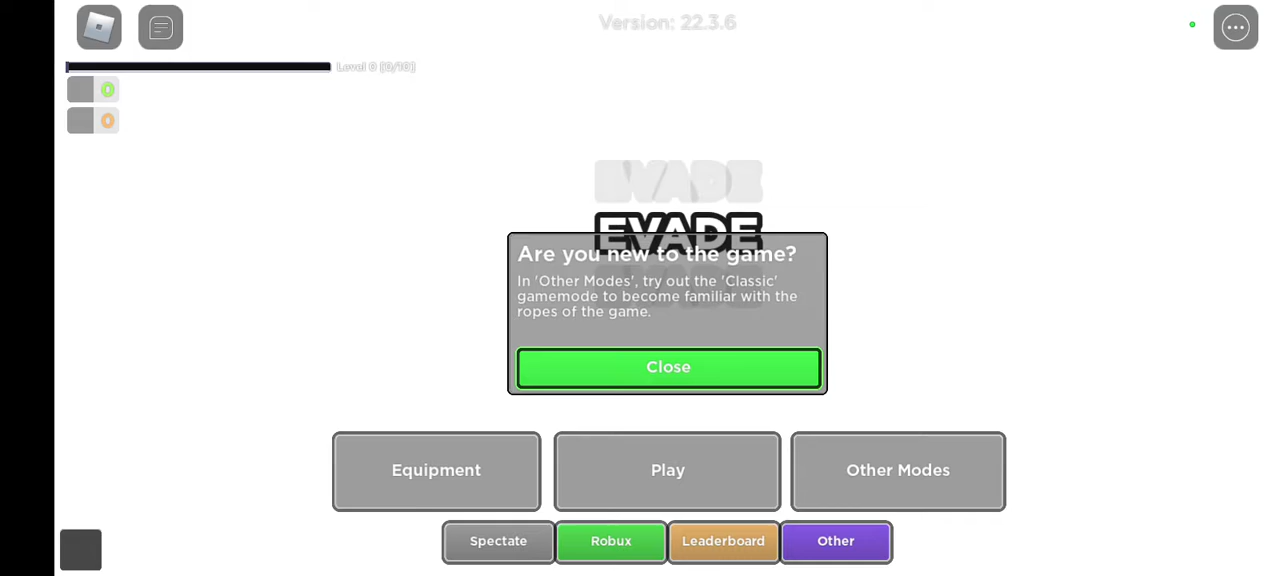 Version: 22.3.6
Level 0 [0/10]
0
0
EVADE
EVADE
EVADE
Are you new to the game?
In 'Other Modes', try out the 'Classic'
gamemode to become familiar with the
ropes of the game.
Close
Equipment
Play
Other Modes
Spectate
Robux
Leaderboard
Other